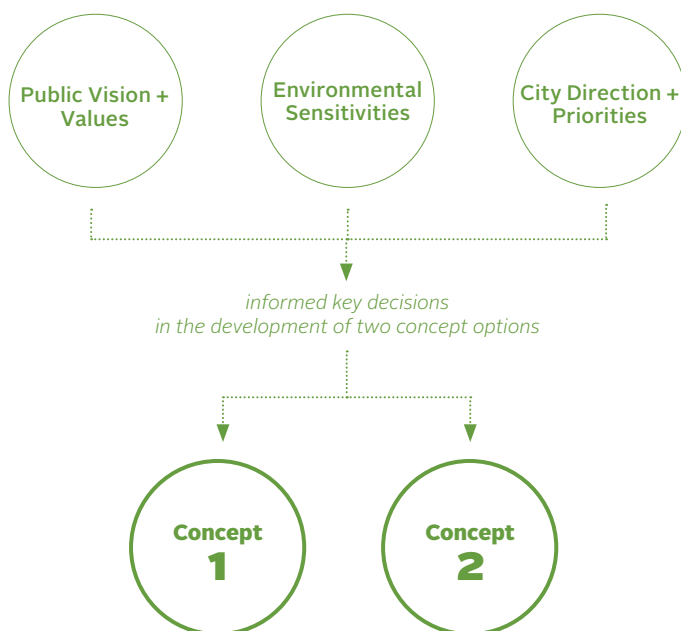 Public Vision +
Values
Environmental
Sensitivities
City Direction +
Priorities
informed key decisions
in the development of two concept options
Concept
1
Concept
2